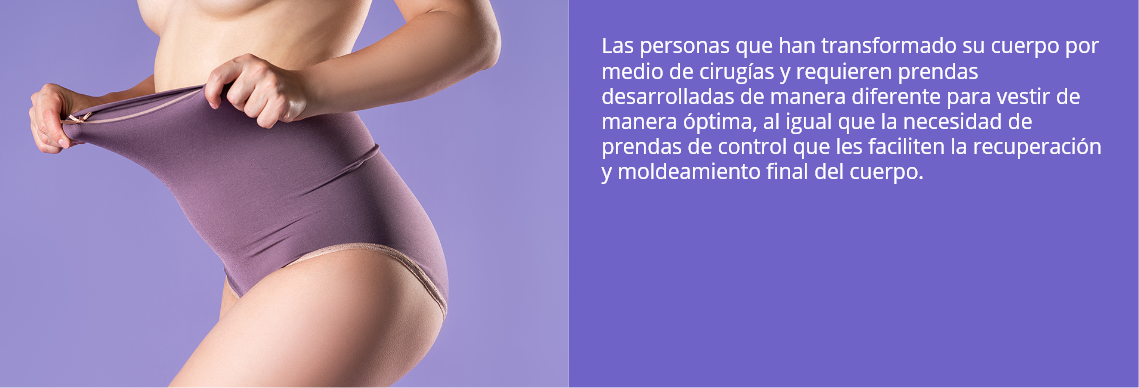 Las personas que han transformado su cuerpo por
medio de cirugías y requieren prendas
desarrolladas de manera diferente para vestir de
manera óptima, al igual que la necesidad de
prendas de control que les faciliten la recuperación
y moldeamiento final del cuerpo.